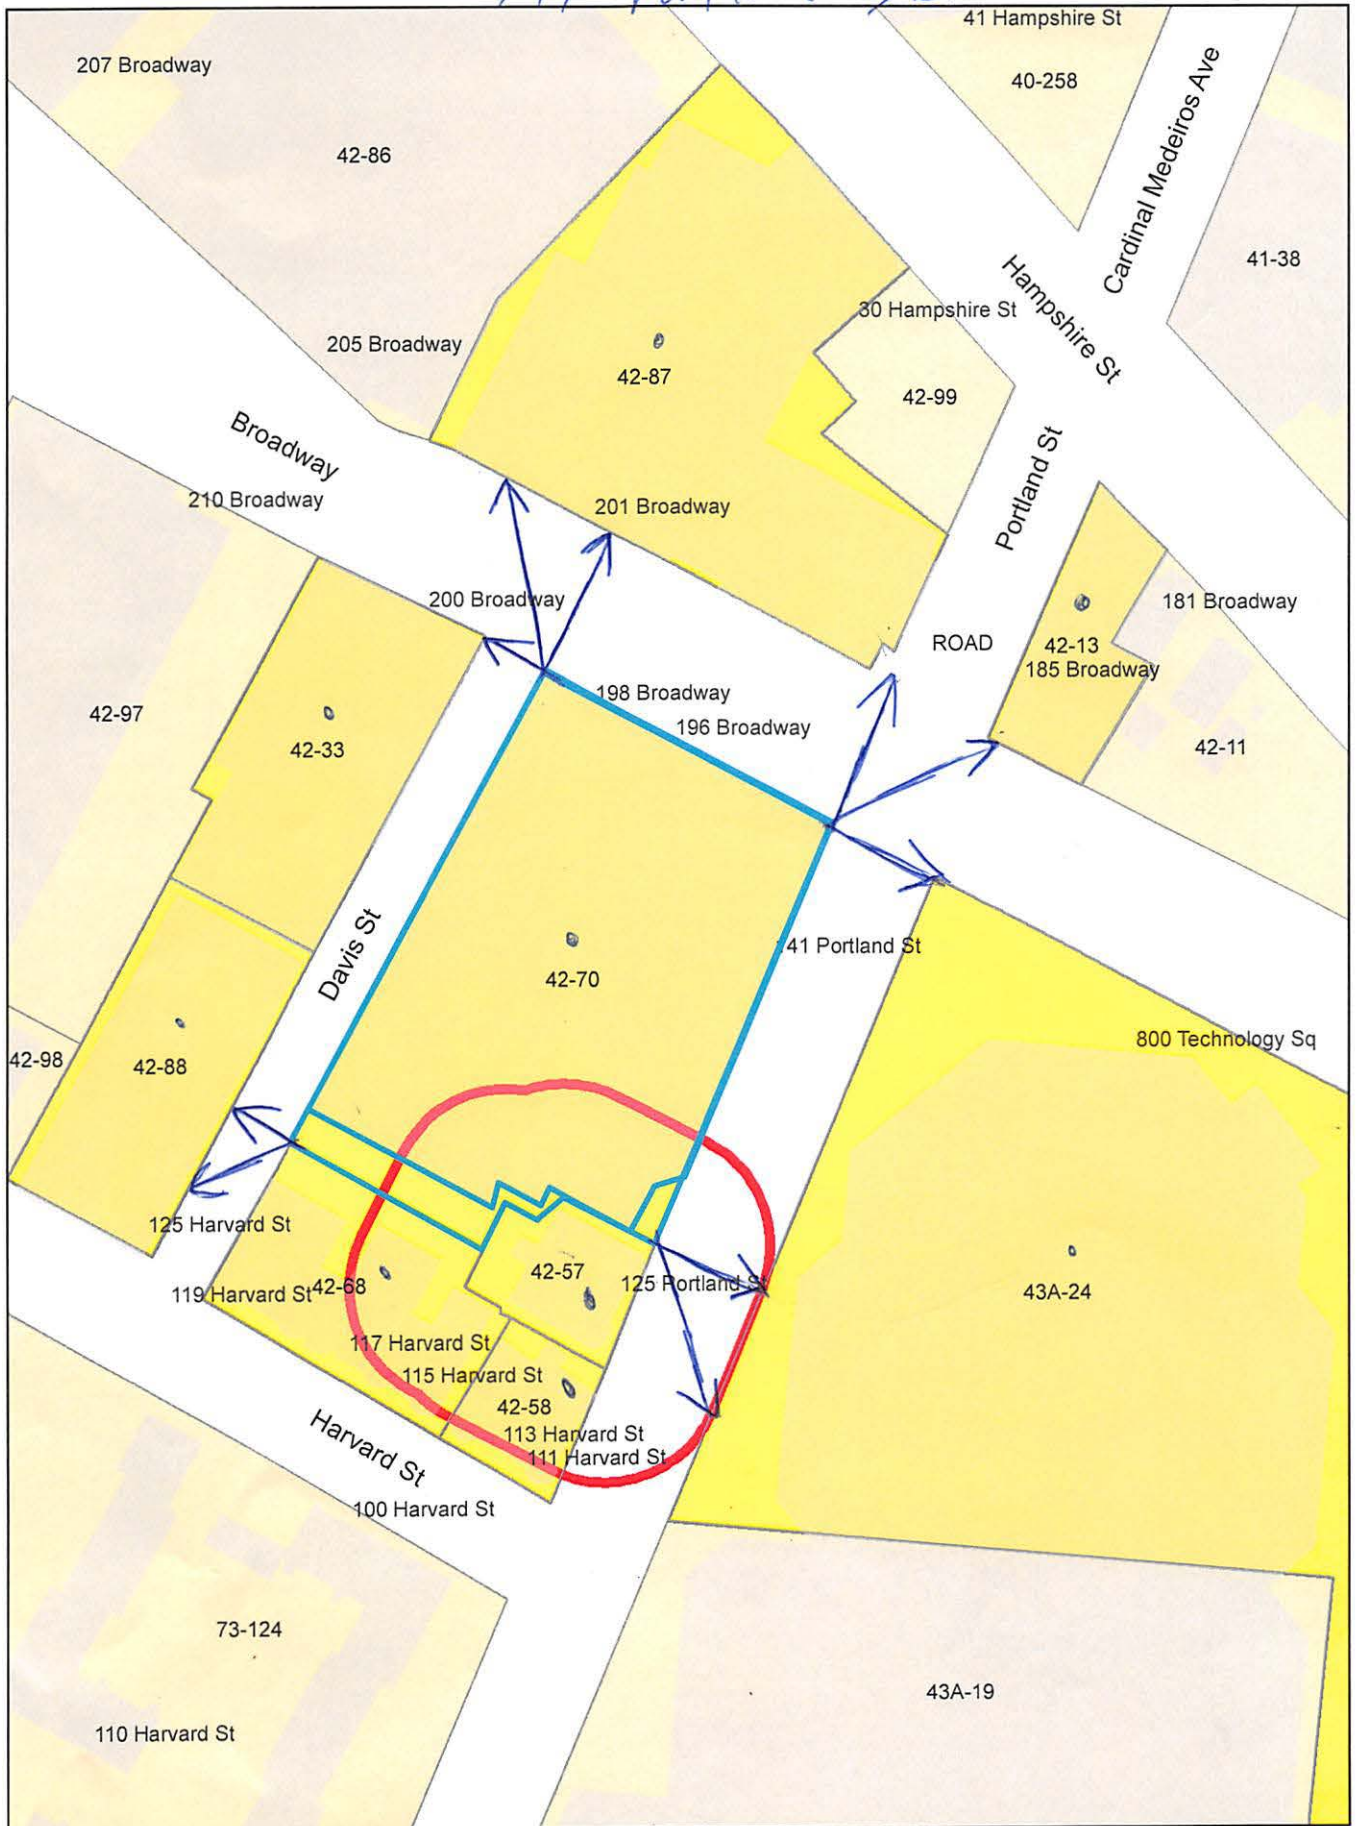 41 Hampshire St
207 Broadway
40-258
Cardinal Medeiros Ave
42-86
41-38
Hampshire St
30 Hampshire St
205 Broadway
42-87
42-99
Broadway
Portland St
210 Broadway
201 Broadway
200 Broadway
181 Broadway
ROAD
42-13
185 Broadway
198 Broadway
42-97
196 Broadway
42-33
42-11
Davis St
41 Portland St
42-70
800 Technology Sq
42-98
42-88
125 Harvard St
42-57
125 Portland St
119 Harvard St
42-68
43A-24
117 Harvard St
115 Harvard St
42-58
113 Harvard St
Harvard St
111 Harvard St
100 Harvard St
73-124
43A-19
110 Harvard St